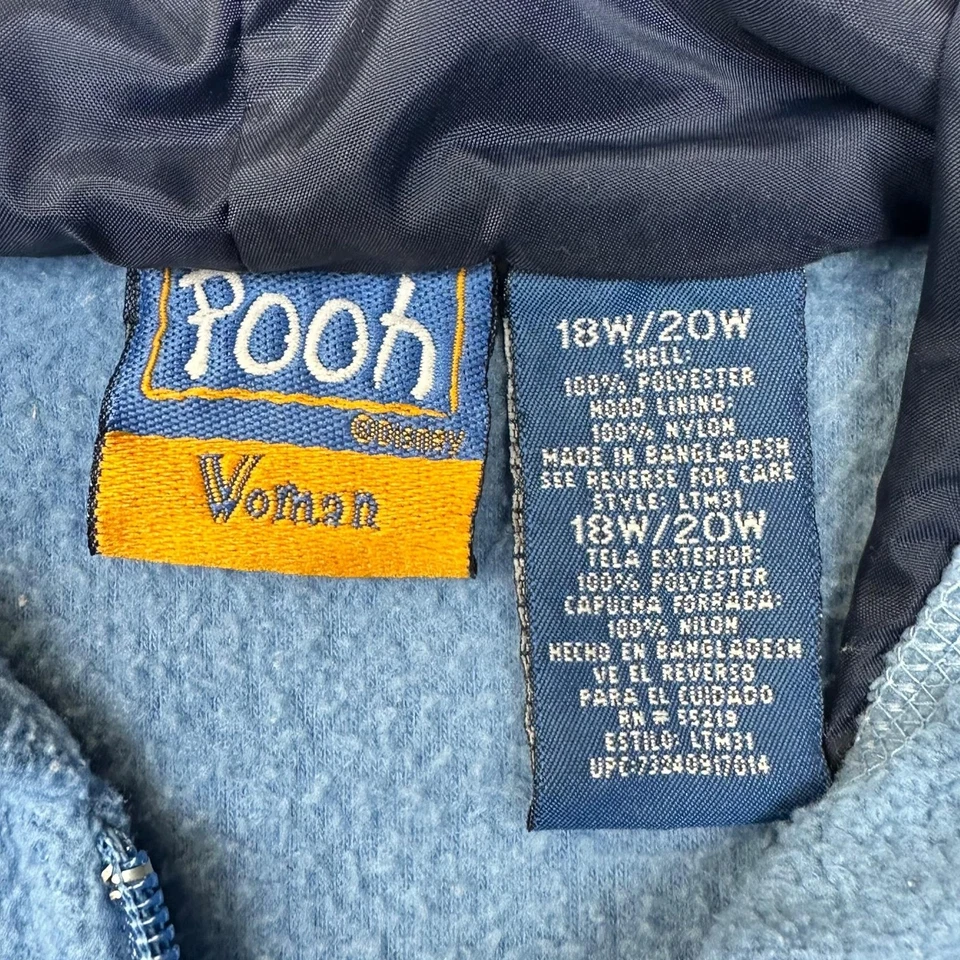 Pooh
©Disney
Woman
18W/20W
SHELL:
100% POLYESTER
HOOD LINING:
100% NYLON
MADE IN BANGLADESH
SEE REVERSE FOR CARE
STYLE: LTM31
18W/20W
TELA EXTERIOR:
100% POLYESTER
CAPUCHA FORRADA:
100% NILON
HECHO EN BANGLADESH
VE EL REVERSO
PARA EL CUIDADO
RN # 55219
ESTILO: LTM31
UPC:73240917014